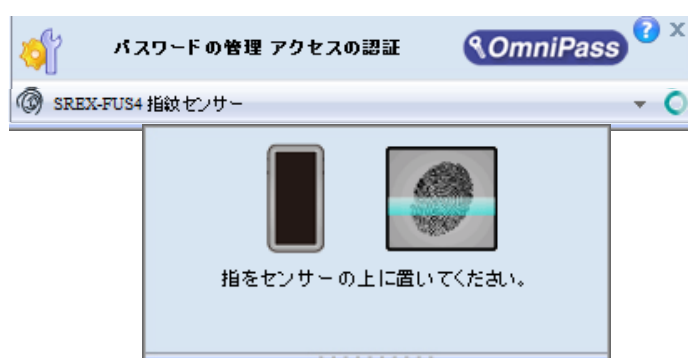 パスワードの管理 アクセスの認証
OmniPass
?
x
SREX-FUS4 指紋センサー
指をセンサーの上に置いてください。